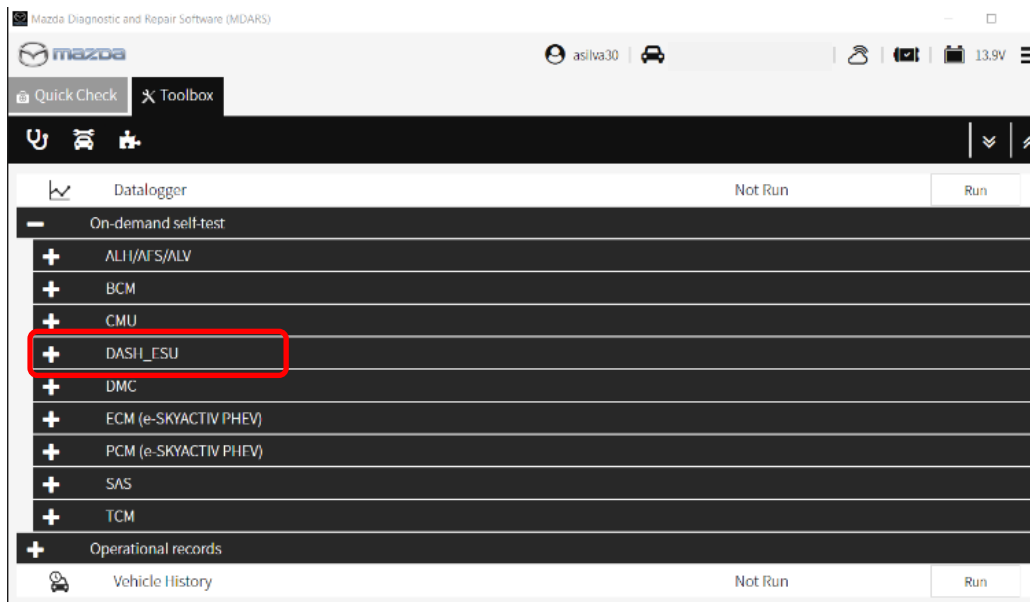 Mazda Diagnostic and Repair Software (MDARS)
mazda asilva30 13.9V
Quick Check Toolbox
Datalogger Not Run Run
On-demand self-test
ALH/AFS/ALV
BCM
CMU
DASH_ESU
DMC
ECM (e-SKYACTIV PHEV)
PCM (e-SKYACTIV PHEV)
SAS
TCM
Operational records
Vehicle History Not Run Run